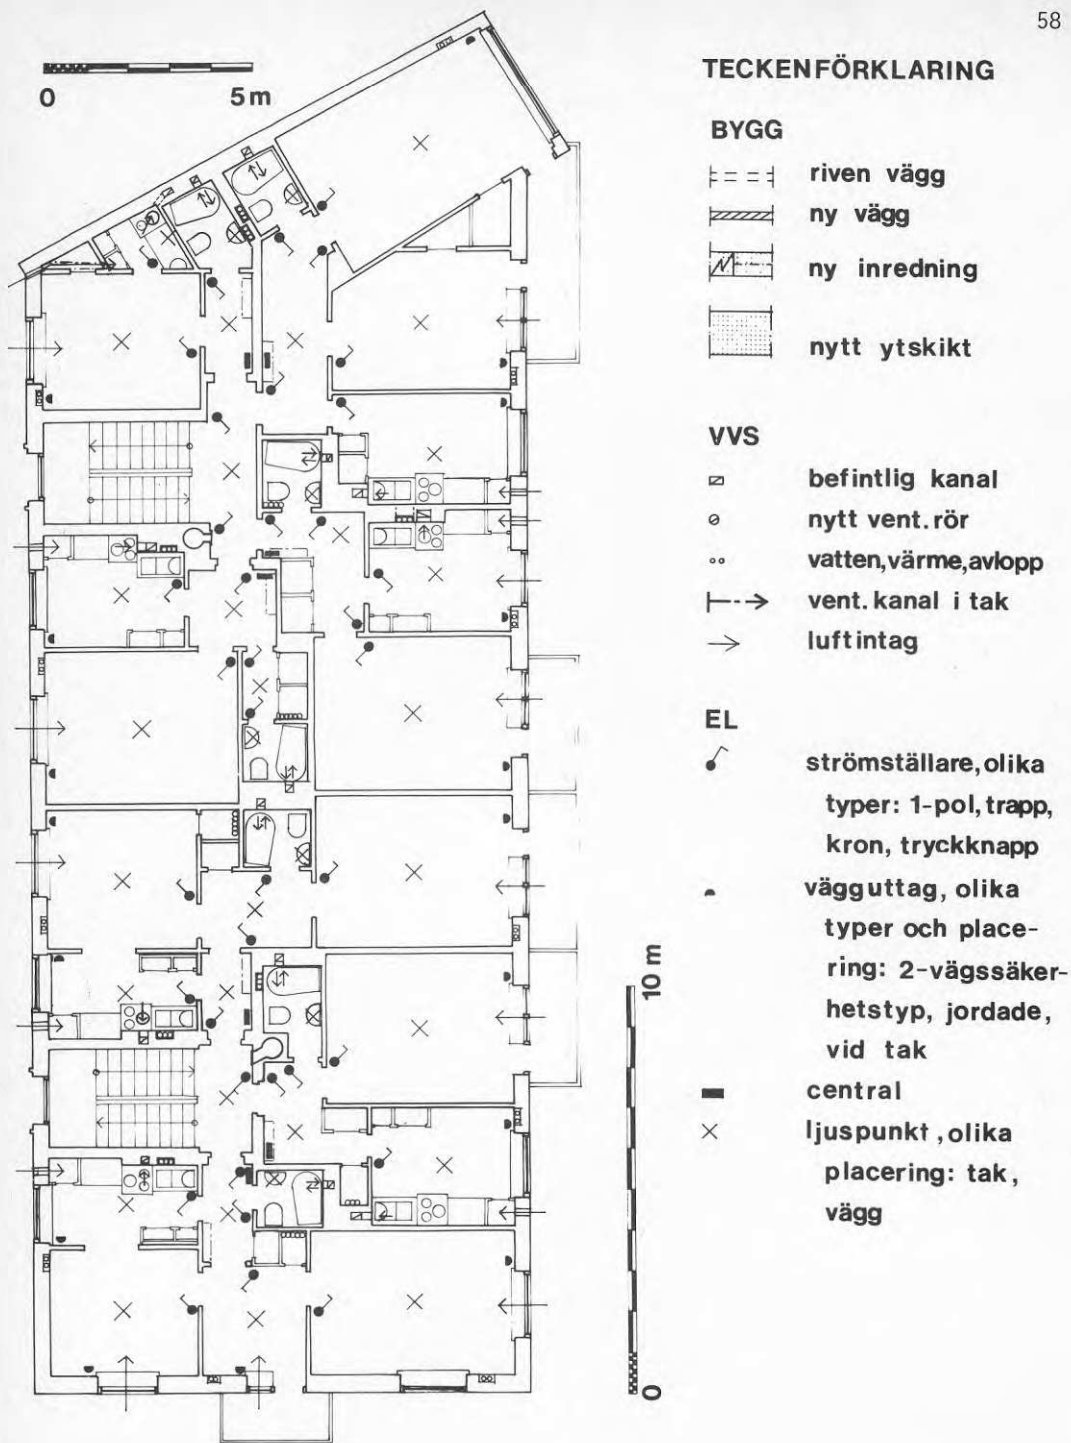 58
0 5m
TECKENFÖRKLARING
BYGG
riven vägg
ny vägg
ny inredning
nytt ytskikt
VVS
befintlig kanal
nytt vent.rör
vatten,värme,avlopp
vent.kanal i tak
luftintag
EL
strömställare,olika
typer: 1-pol,trapp,
kron, tryckknapp
vägguttag, olika
typer och place-
ring: 2-vägssäker-
hetstyp, jordade,
vid tak
central
ljuspunkt,olika
placering: tak,
vägg
10 m
0